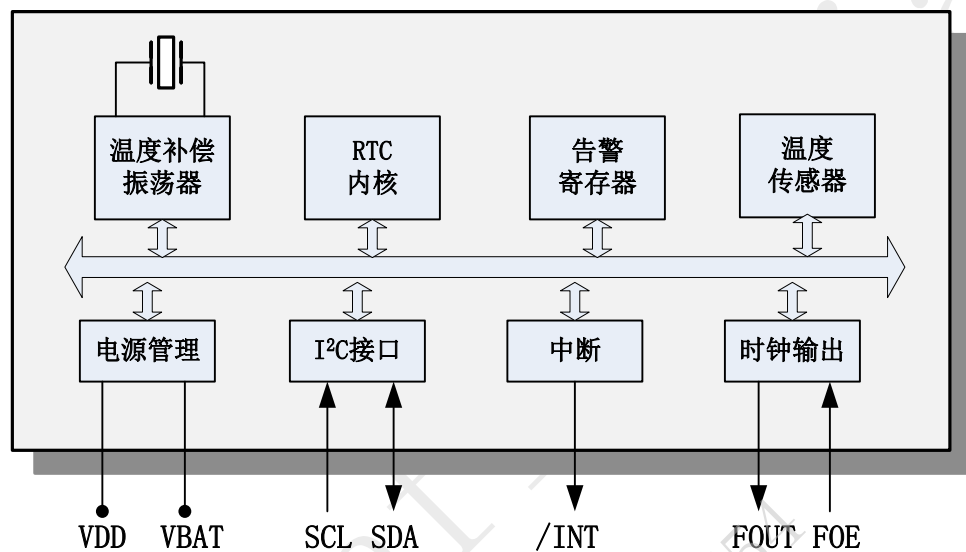 温度补偿
振荡器
RTC
内核
告警
寄存器
温度
传感器
电源管理
I²C接口
中断
时钟输出
VDD VBAT SCL SDA /INT FOUT FOE